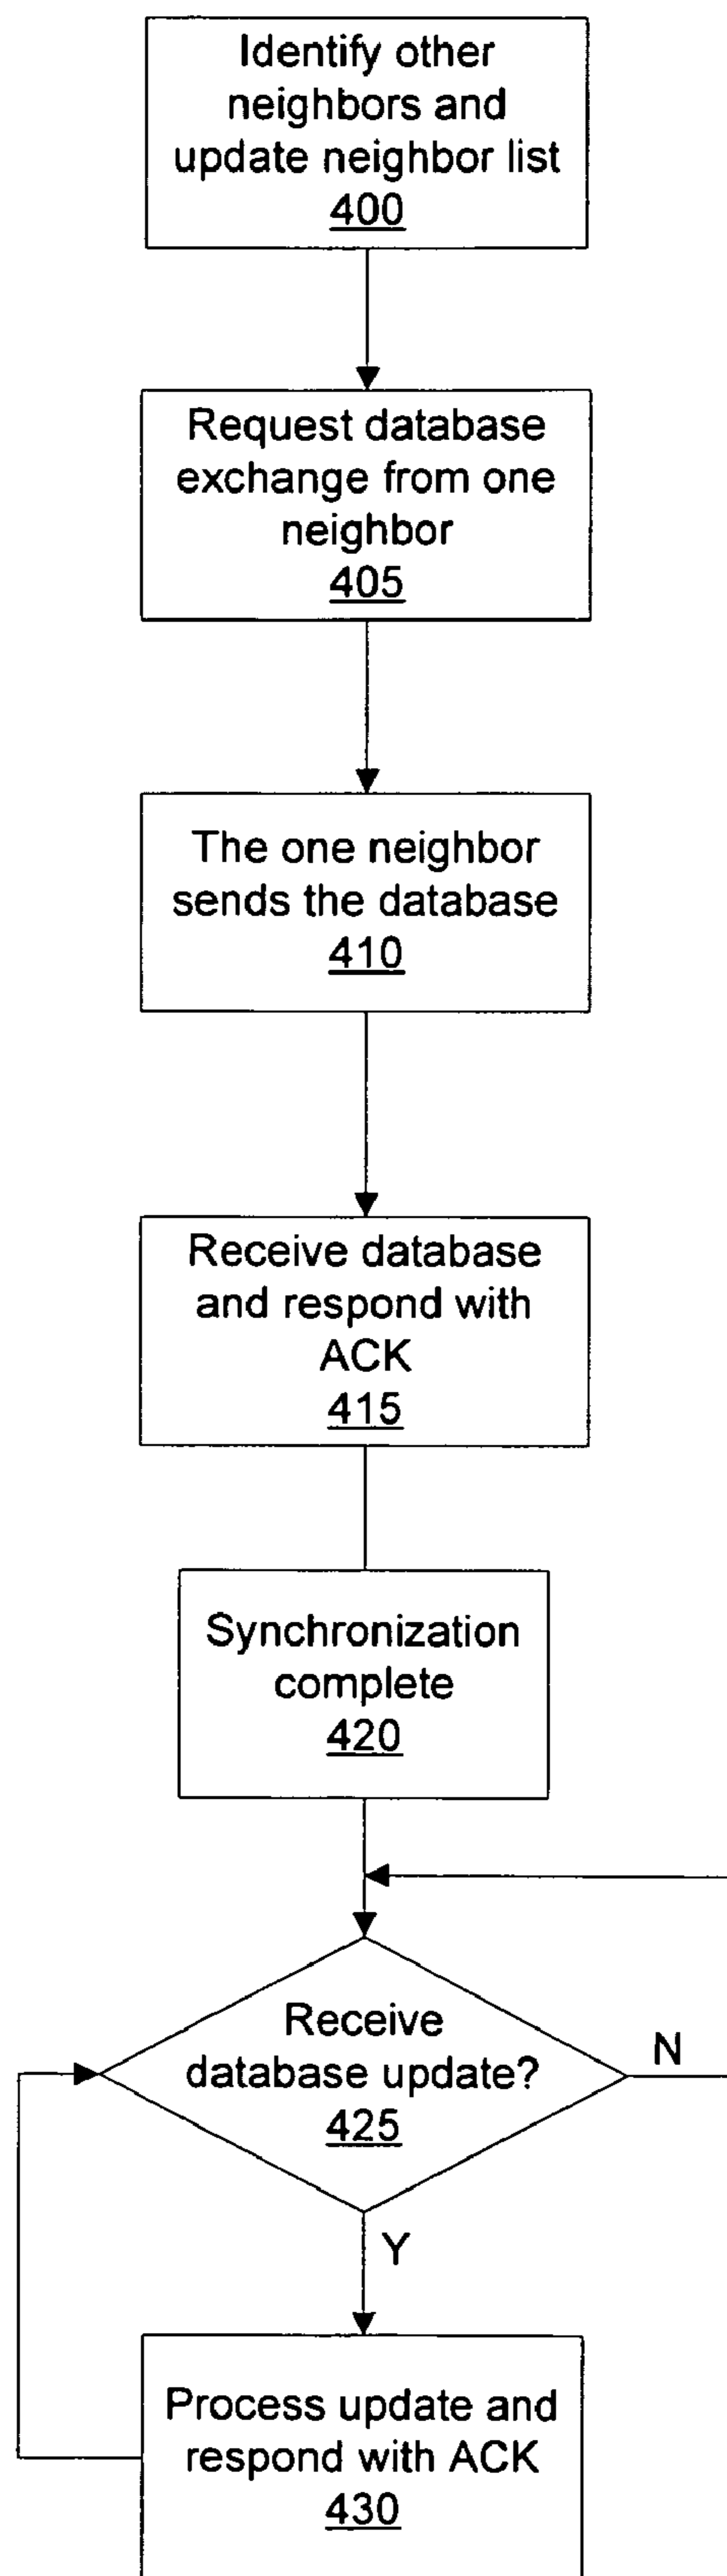 Identify other
neighbors and
update neighbor list
400
Request database
exchange from one
neighbor
405
The one neighbor
sends the database
410
Receive database
and respond with
ACK
415
Synchronization
complete
420
Receive
database update?
425
N
Y
Process update and
respond with ACK
430